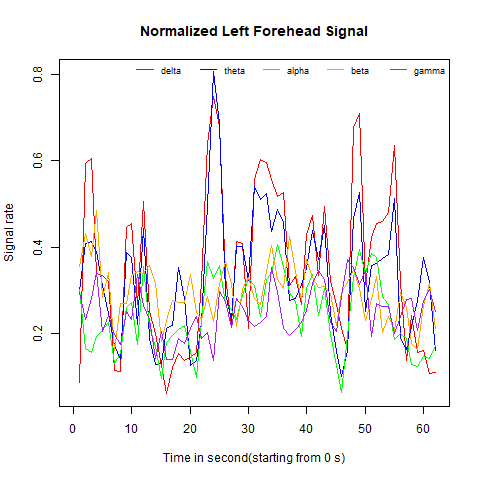 Normalized Left Forehead Signal
delta theta alpha beta gamma
Signal rate
0.8
0.6
0.4
0.2
0 10 20 30 40 50 60
Time in second(starting from 0 s)